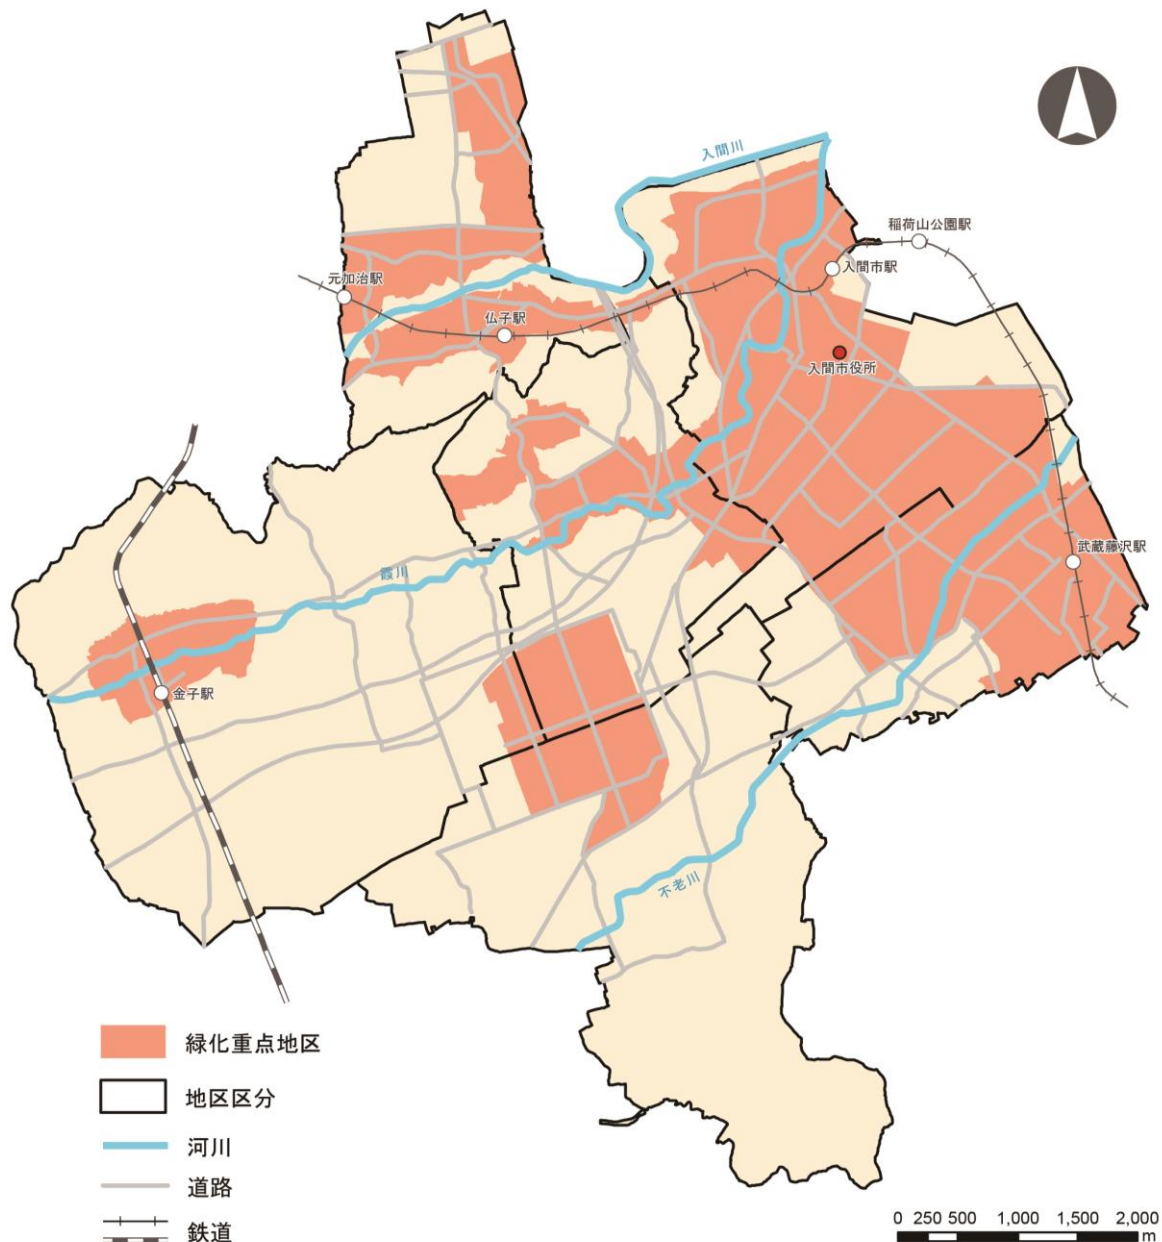 入間川
稲荷山公園駅
入間市駅
元加治駅
仏子駅
入間市役所
武蔵藤沢駅
霞川
金子駅
不老川
緑化重点地区
地区区分
河川
道路
鉄道
0 250 500 1,000 1,500 2,000
m